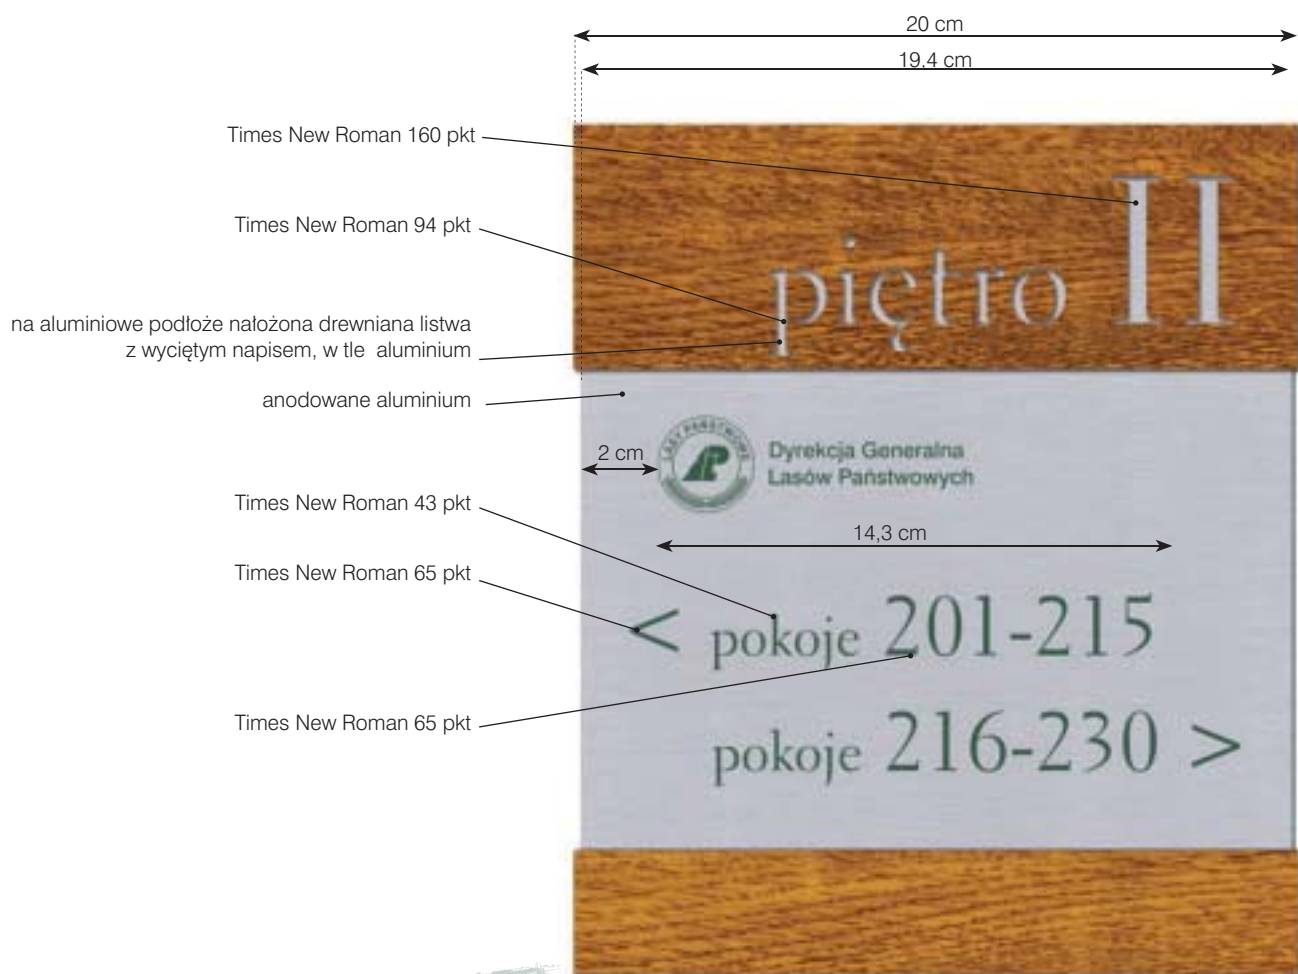 20 cm
19,4 cm
Times New Roman 160 pkt
Times New Roman 94 pkt
piętro II
na aluminiowe podłoże nałożona drewniana listwa
z wyciętym napisem, w tle aluminium
anodowane aluminium
LASY PAŃSTWOWE
Dyrekcja Generalna
Lasów Państwowych
2 cm
Times New Roman 43 pkt
14,3 cm
Times New Roman 65 pkt
< pokoje 201-215
Times New Roman 65 pkt
pokoje 216-230 >